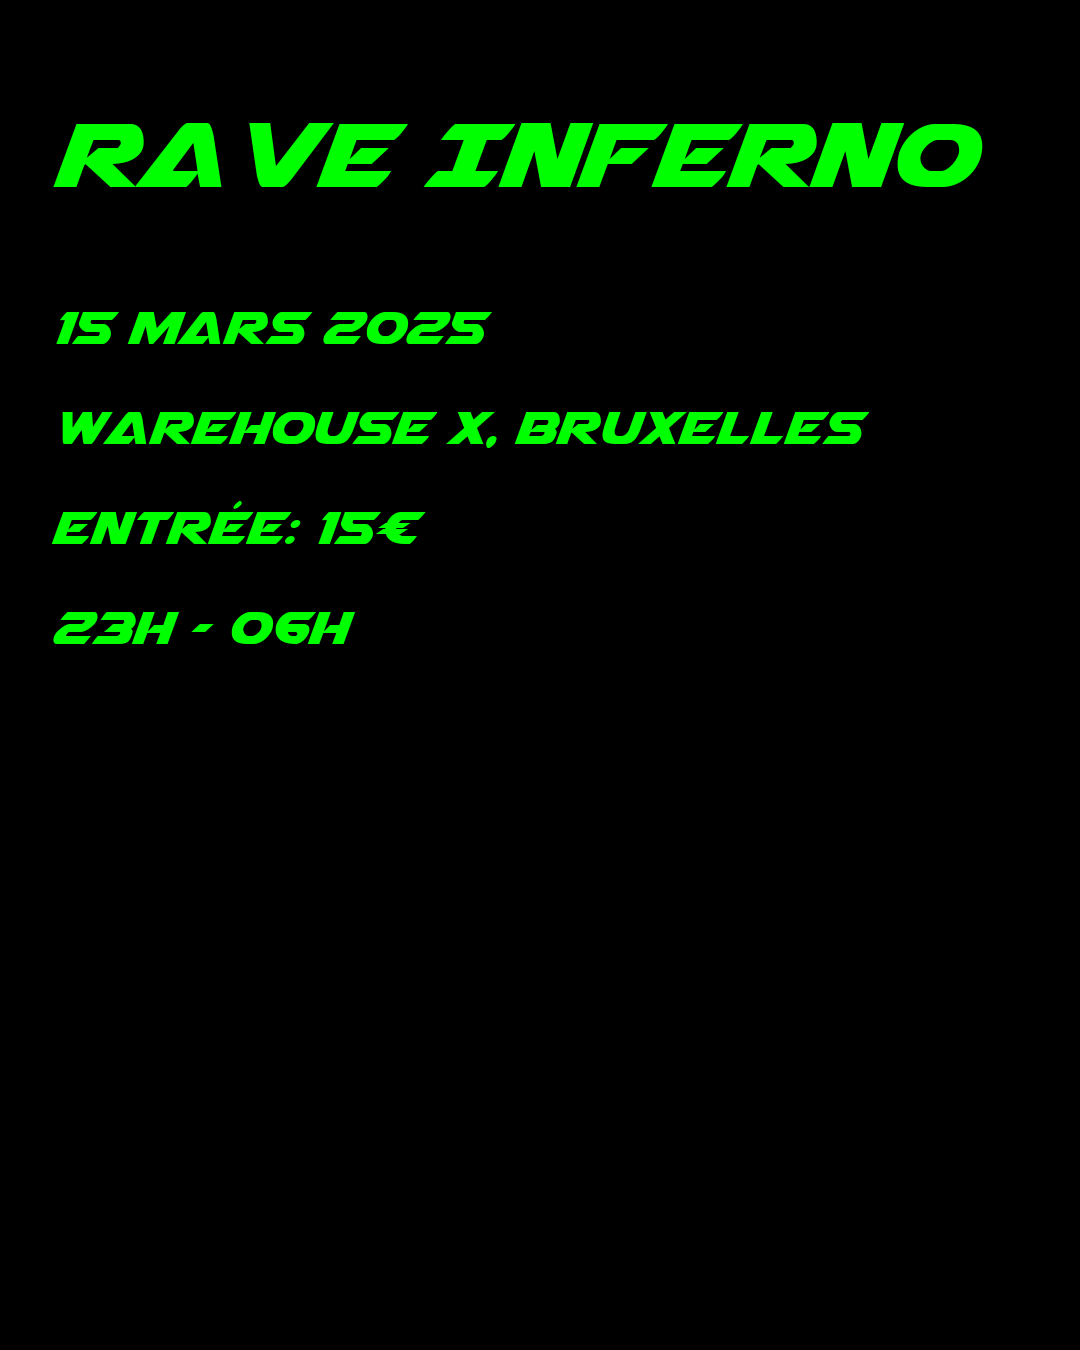 RAVE INFERNO
15 MARS 2025
WAREHOUSE X, BRUXELLES
ENTRÉE: 15€
23H - 06H